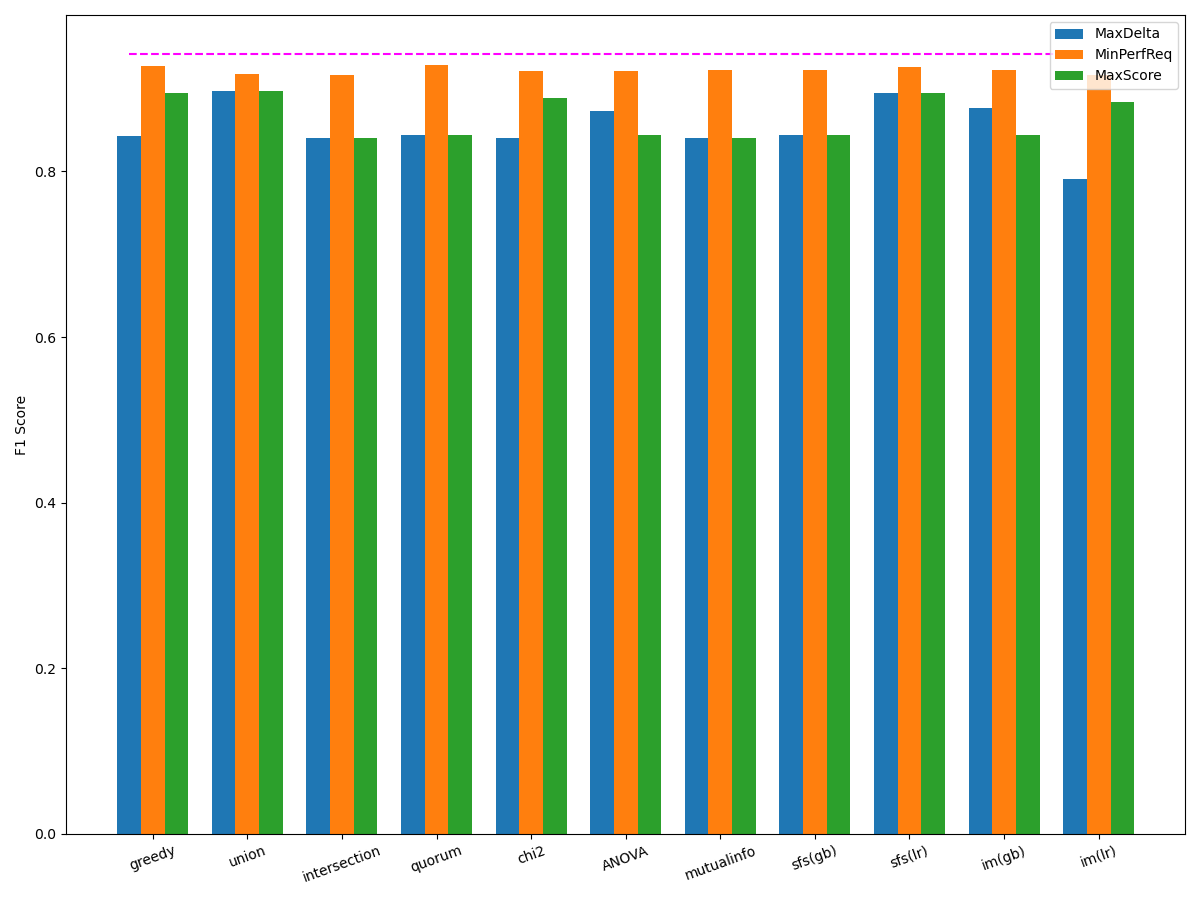 MaxDelta
MinPerfReq
MaxScore
F1 Score
0.8
0.6
0.4
0.2
0.0
greedy
union
intersection
quorum
chi2
ANOVA
mutualinfo
sfs(gb)
sfs(lr)
im(gb)
im(lr)